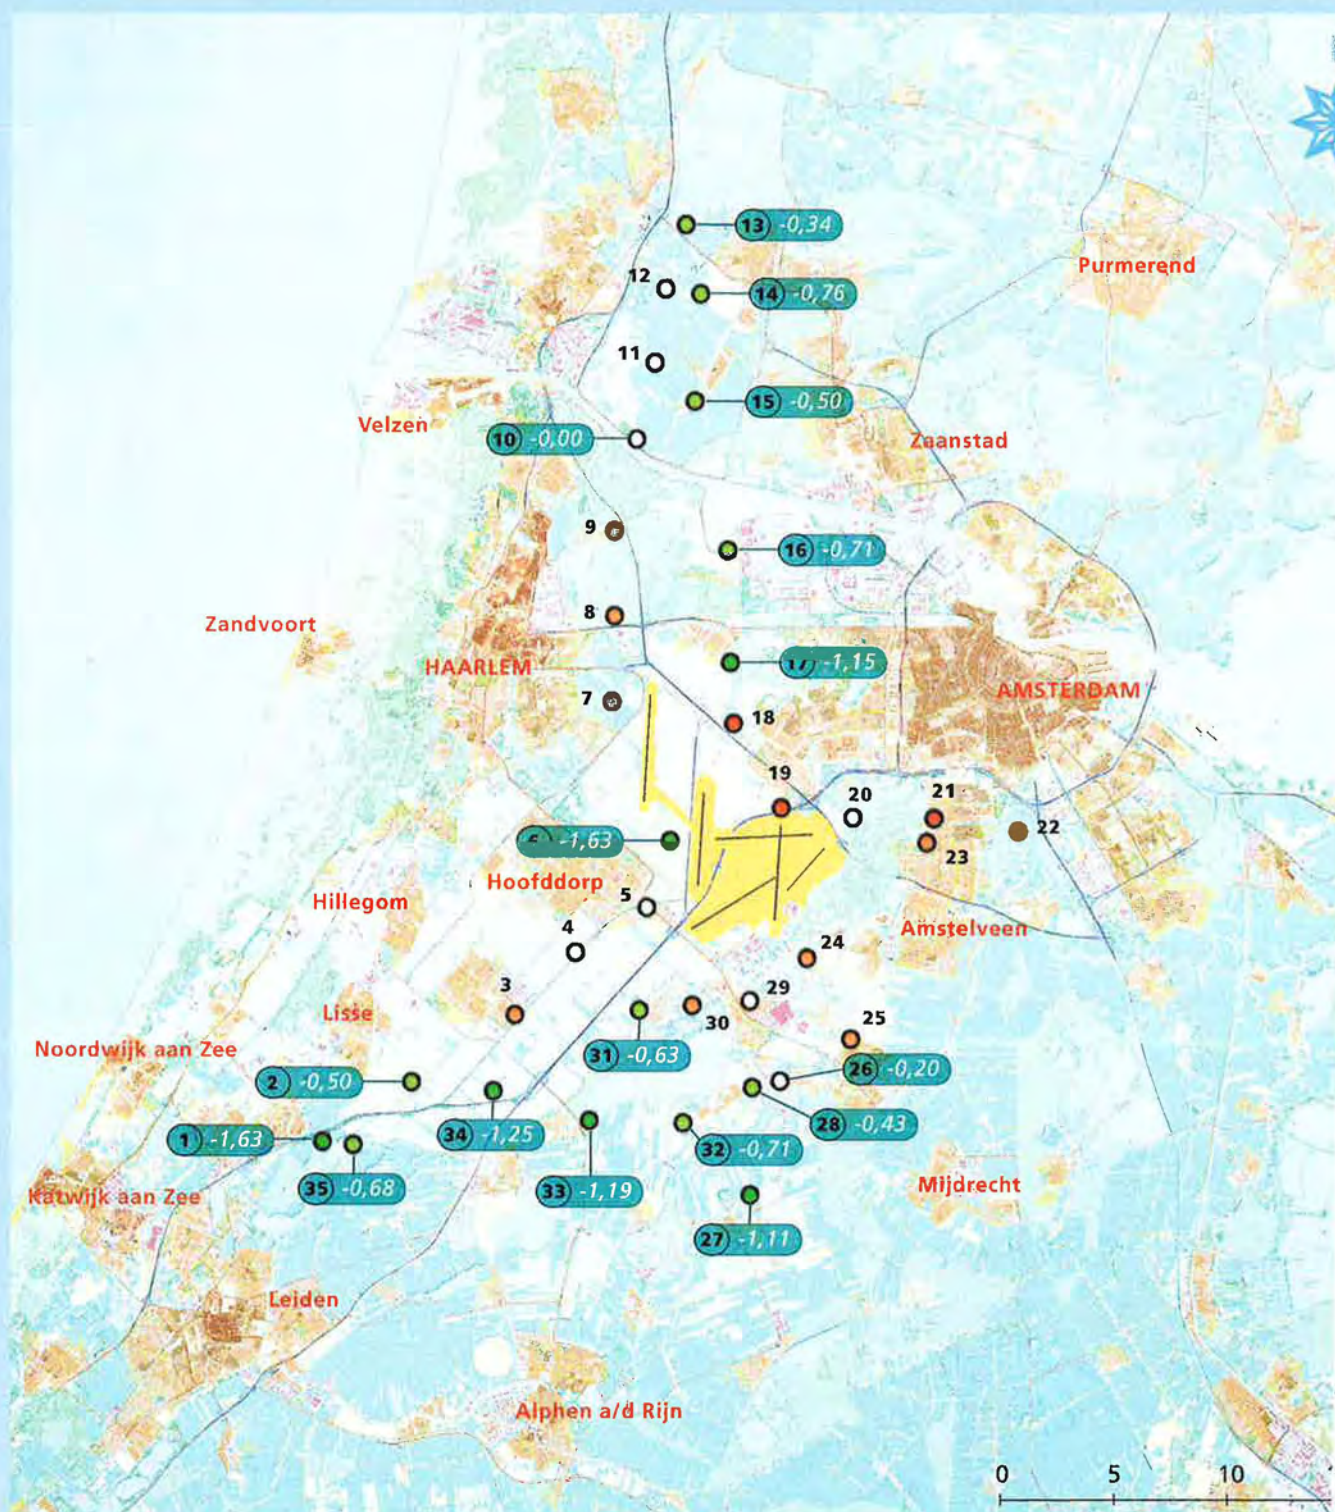 13 -0,34
12
14 -0,76
Purmerend
11
15 -0,50
Velzen
10 -0,00
Zaanstad
9
16 -0,71
8
Zandvoort
HAARLEM
17 -1,15
7
AMSTERDAM
18
19
20
21
22
23
-1,63
Hoofddorp
5
Hillegom
4
Amstelveen
24
3
29
Lisse
30
25
Noordwijk aan Zee
31 -0,63
26 -0,20
2 -0,50
28 -0,43
34 -1,25
1 -1,63
32 -0,71
35 -0,68
33 -1,19
Mijdrecht
Katwijk aan Zee
27 -1,11
Leiden
Alphen a/d Rijn
0 5 10